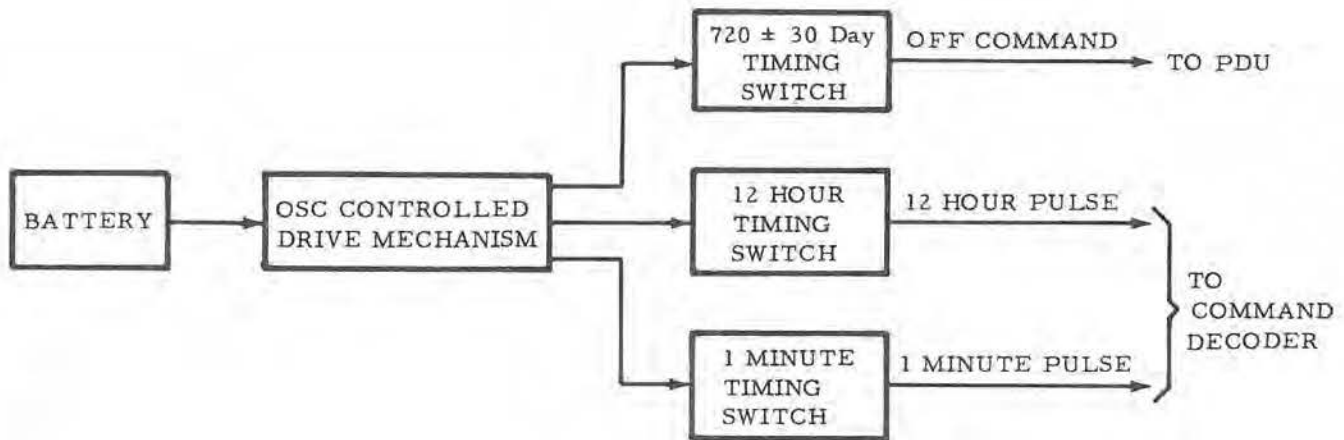 720 ± 30 Day
TIMING
SWITCH
OFF COMMAND
TO PDU
BATTERY
OSC CONTROLLED
DRIVE MECHANISM
12 HOUR
TIMING
SWITCH
12 HOUR PULSE
TO
COMMAND
DECODER
1 MINUTE
TIMING
SWITCH
1 MINUTE PULSE